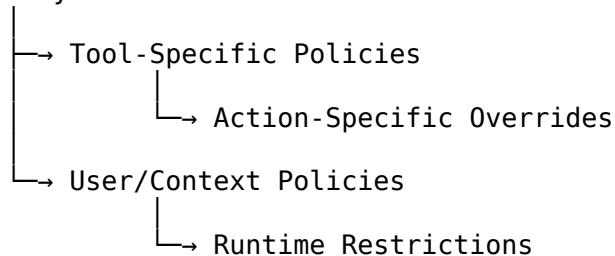 Tool-Specific Policies
Action-Specific Overrides
User/Context Policies
Runtime Restrictions